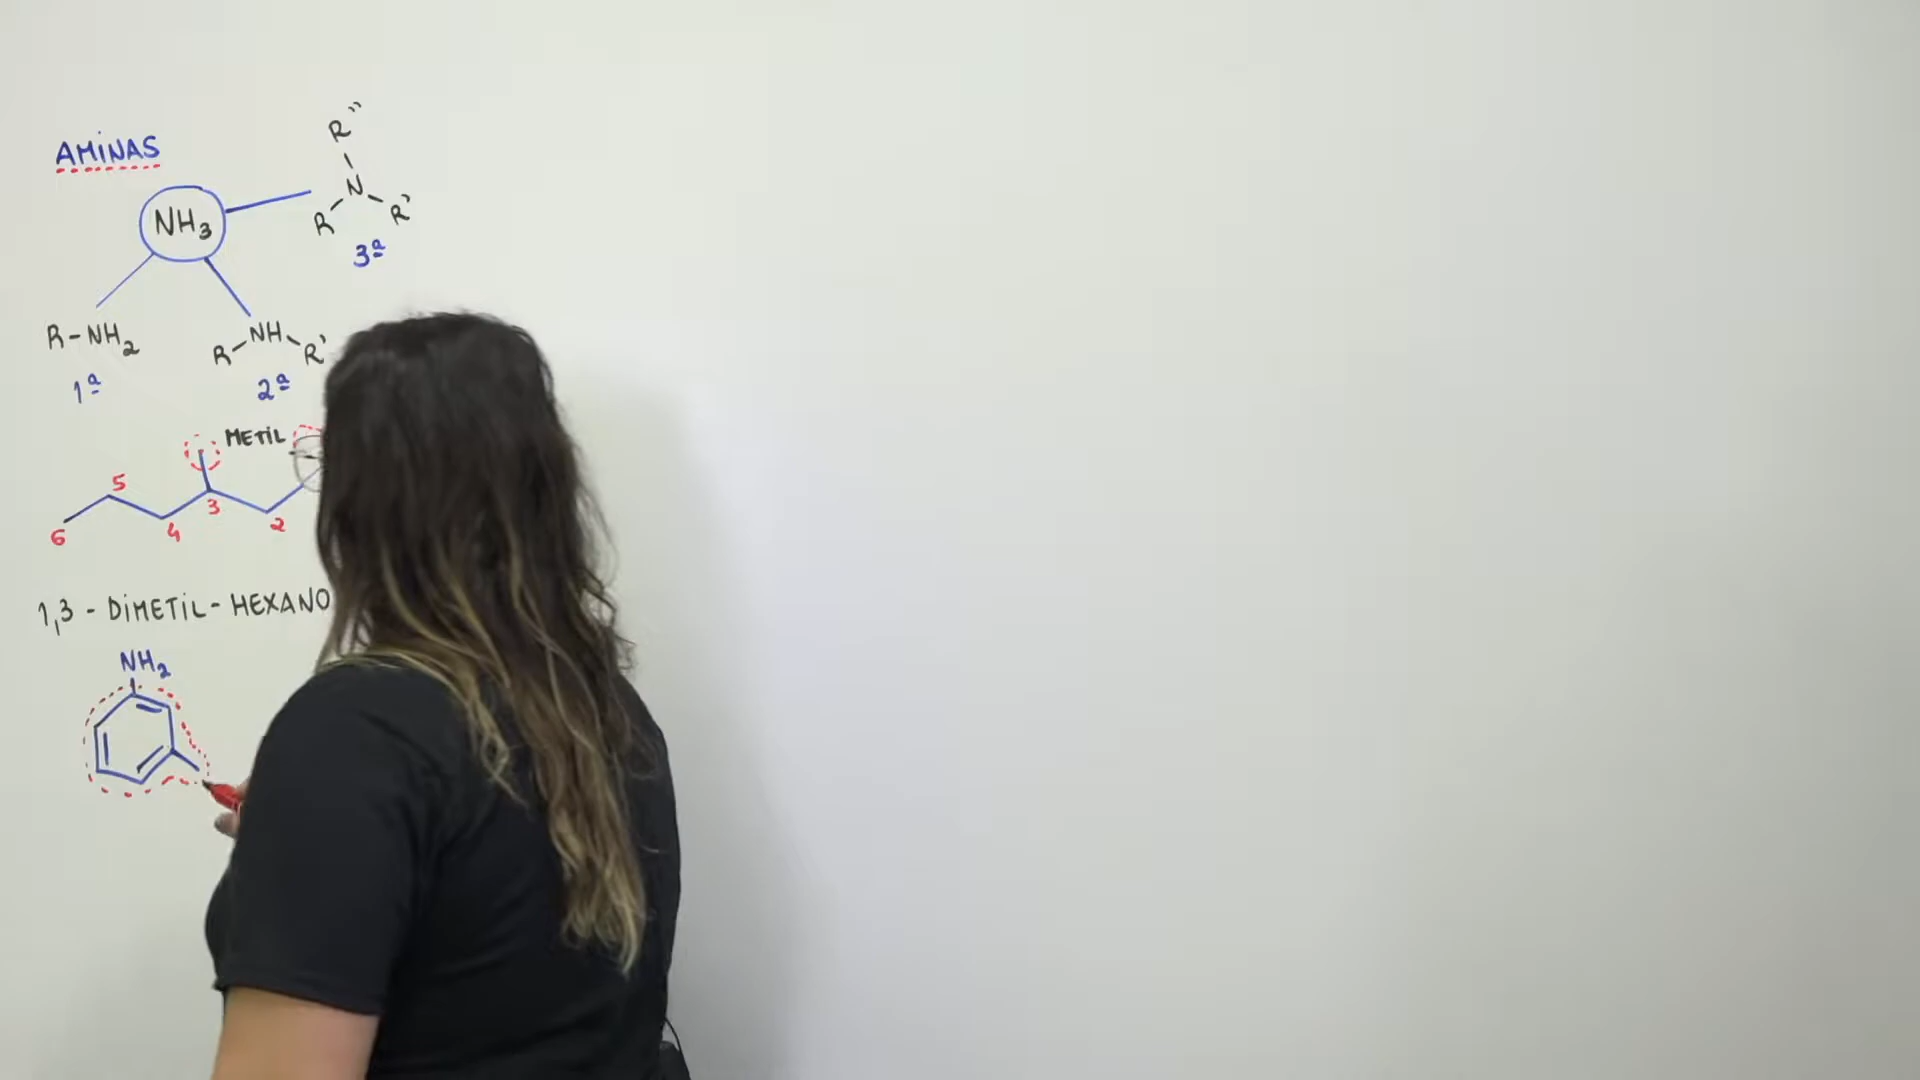 AMINAS
R"
N
R R'
3ª
NH₃
R-NH₂
1ª
R NH R'
2ª
METIL
6 5 4 3 2
1,3 - DIMETIL - HEXANO
NH₂